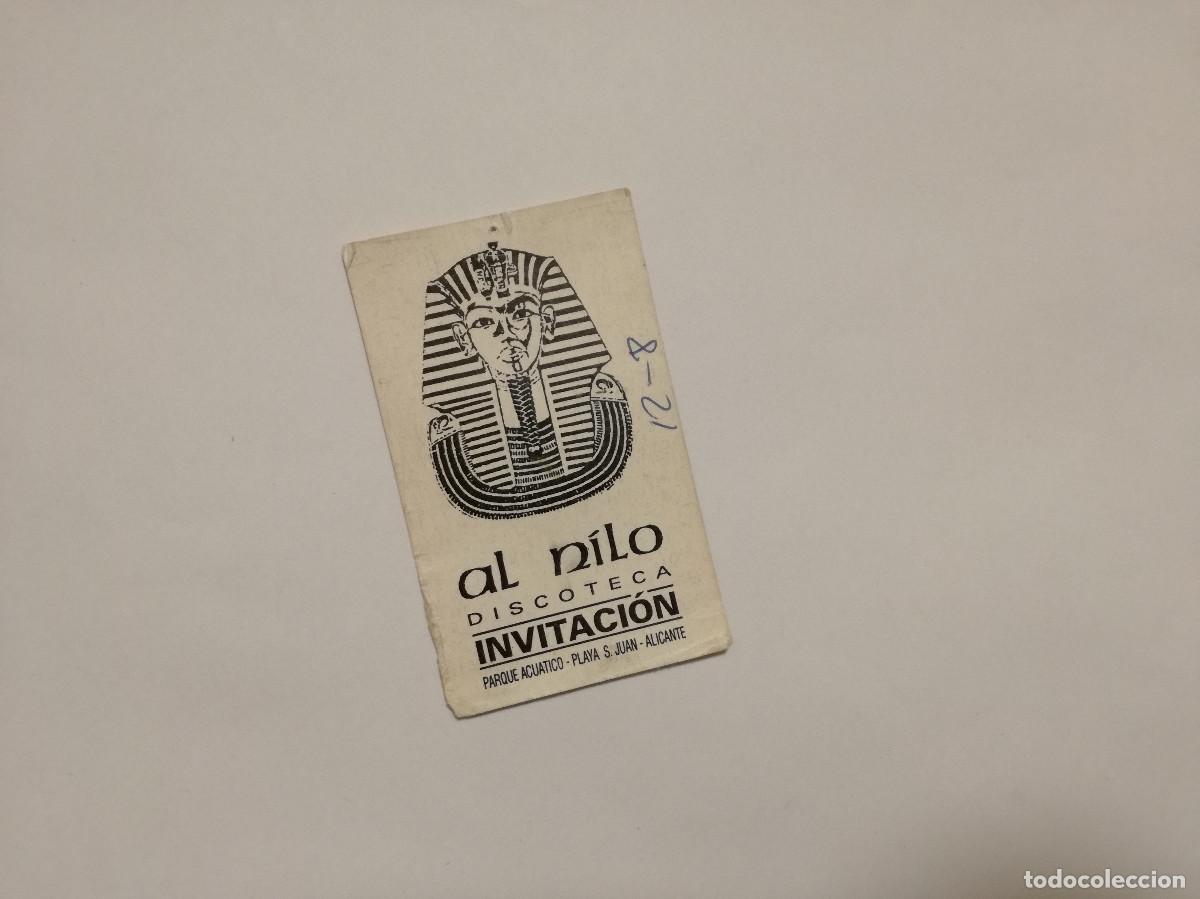 al nilo
DISCOTECA
INVITACIÓN
PARQUE ACUATICO - PLAYA S. JUAN - ALICANTE
12-8
todocoleccion